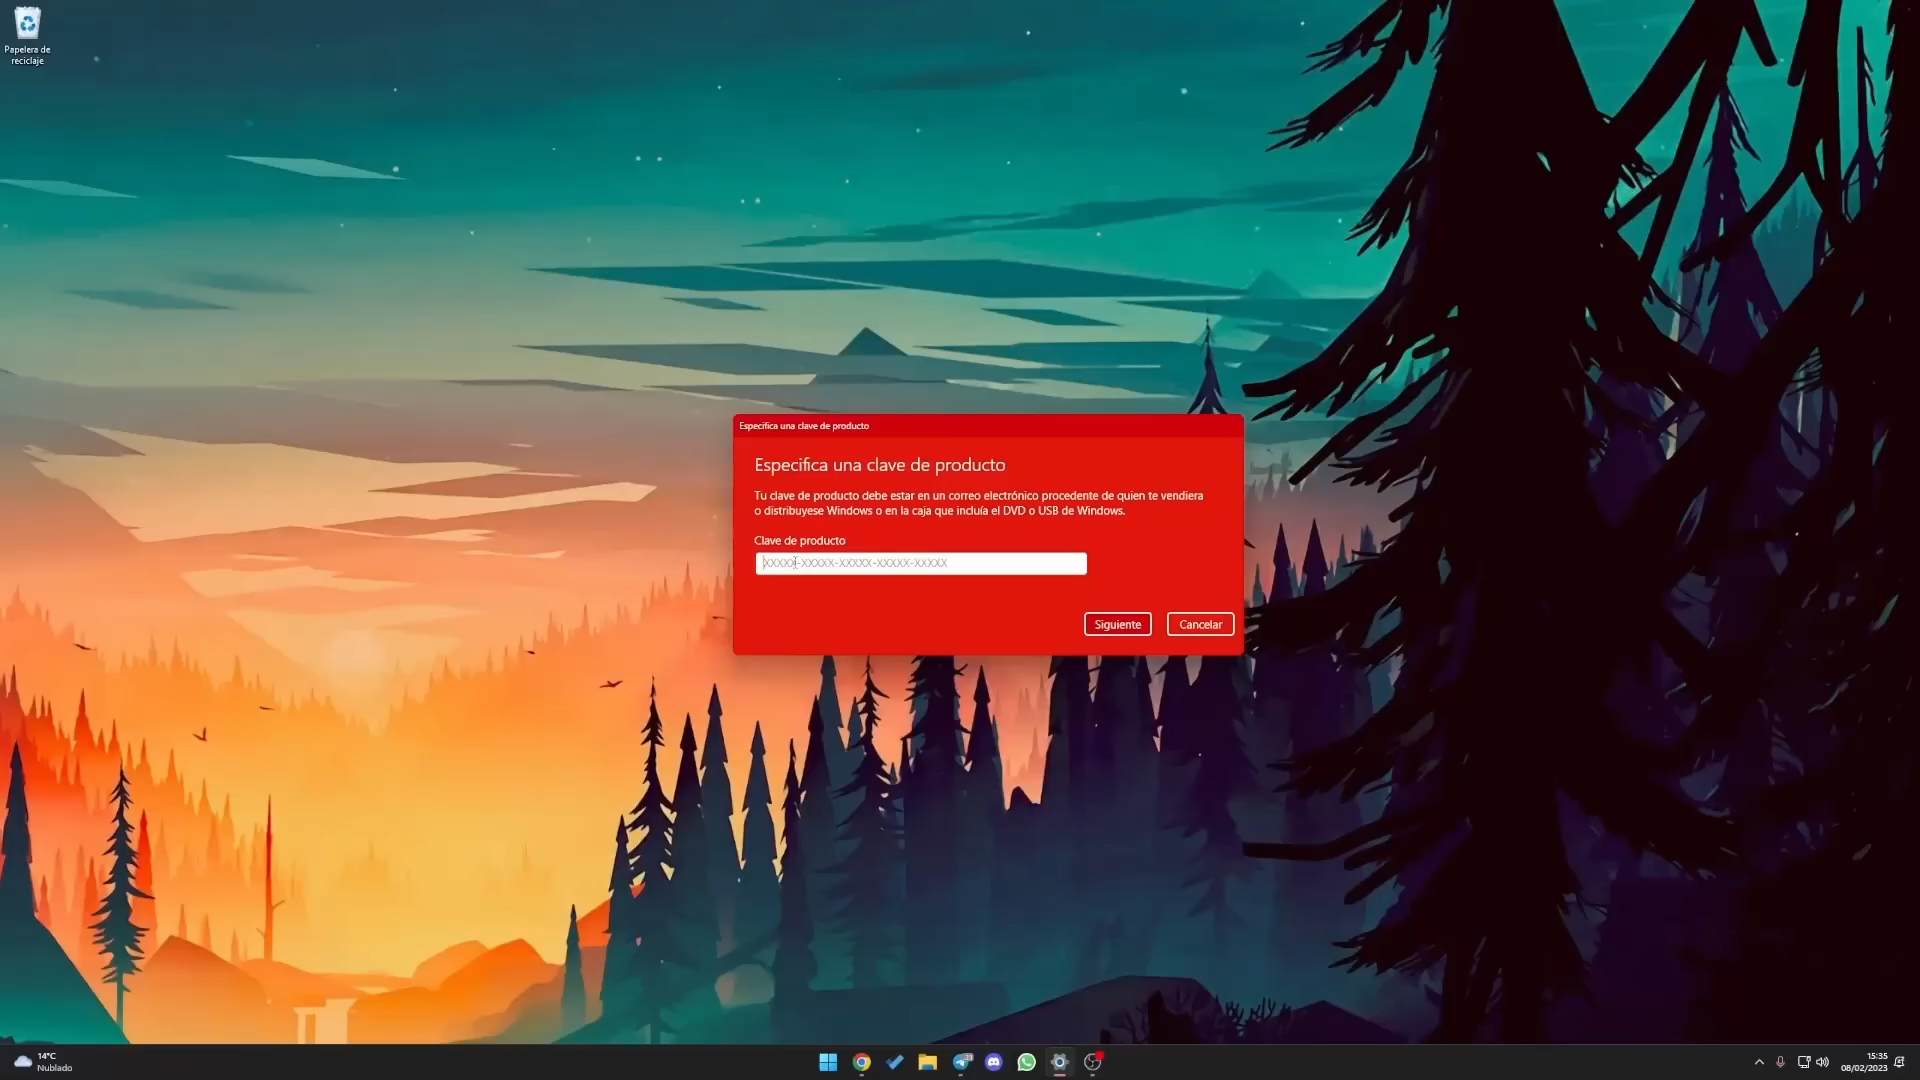 Papelera de
reciclaje
Especifica una clave de producto
Especifica una clave de producto
Tu clave de producto debe estar en un correo electrónico procedente de quien te vendiera
o distribuyese Windows o en la caja que incluía el DVD o USB de Windows.
Clave de producto
XXXXX-XXXXX-XXXXX-XXXXX-XXXXX
Siguiente Cancelar
14°C
Nublado
15:35
08/02/2023